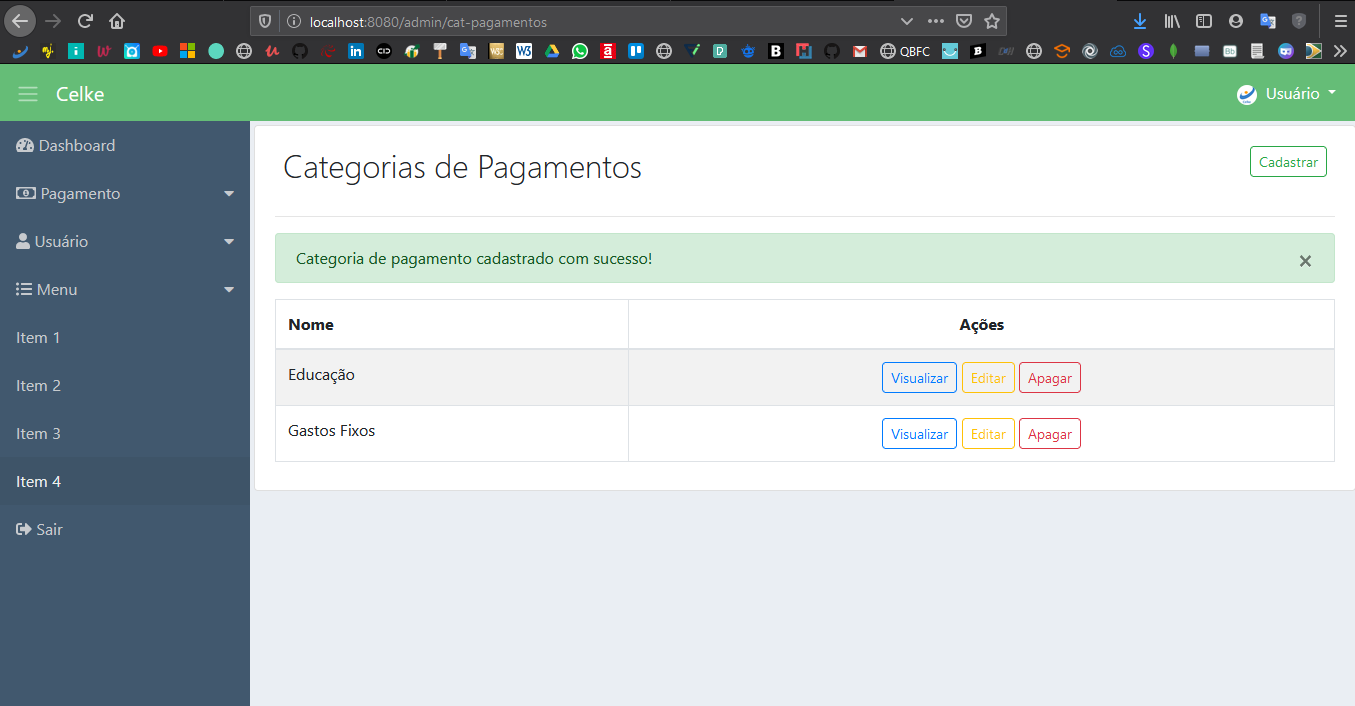 localhost:8080/admin/cat-pagamentos
QBFC
Celke
Usuário
Dashboard
Pagamento
Usuário
Menu
Item 1
Item 2
Item 3
Item 4
Sair
Categorias de Pagamentos
Cadastrar
Categoria de pagamento cadastrado com sucesso!
×
Nome Ações
Educação Visualizar Editar Apagar
Gastos Fixos Visualizar Editar Apagar